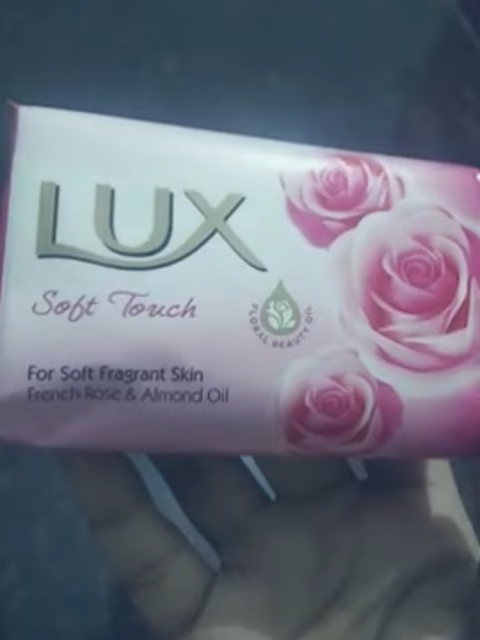 LUX
Soft Touch
FLORAL BEAUTY OIL
For Soft Fragrant Skin
French Rose & Almond Oil